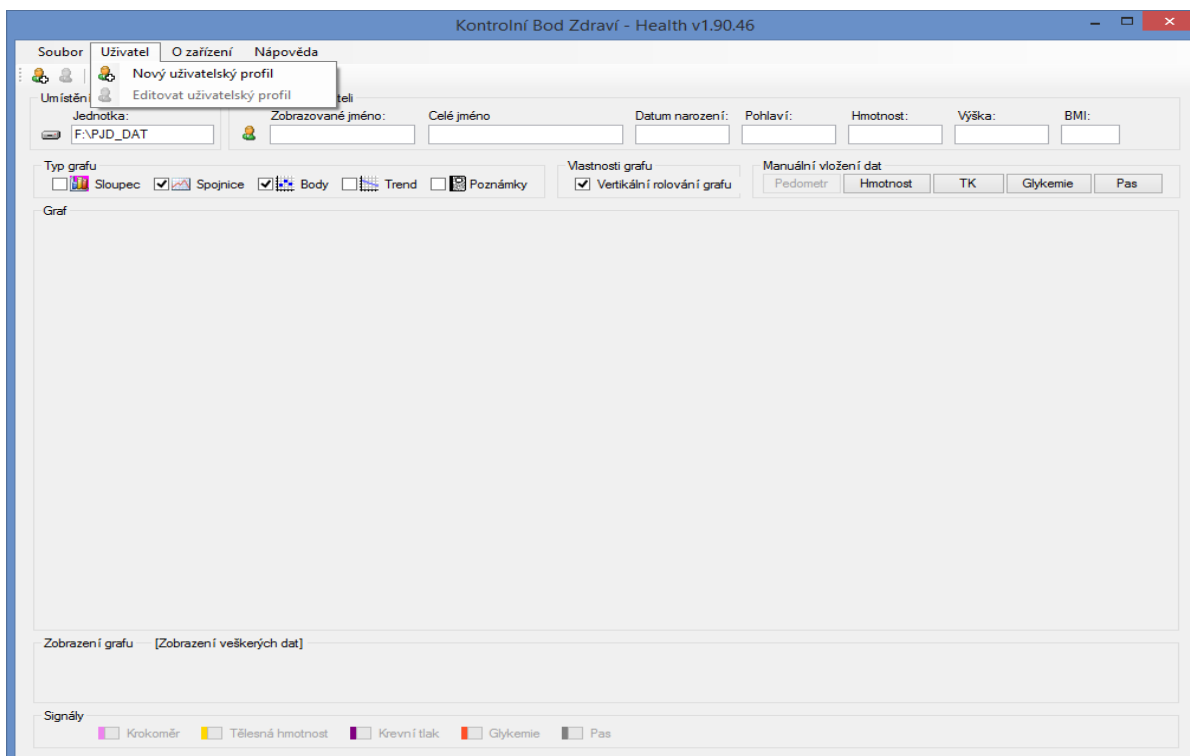 Kontrolní Bod Zdraví - Health v1.90.46
Soubor Uživatel O zařízení Nápověda
Nový uživatelský profil
Editovat uživatelský profil
Umístění
teli
Jednotka: Zobrazované jméno: Celé jméno Datum narození: Pohlaví: Hmotnost: Výška: BMI:
F:\PJD_DAT
Typ grafu Vlastnosti grafu Manuální vložení dat
Sloupec Spojnice Body Trend Poznámky Vertikální rolování grafu Pedometr Hmotnost TK Glykemie Pas
Graf
Zobrazení grafu [Zobrazení veškerých dat]
Signály
Krokoměr Tělesná hmotnost Krevní tlak Glykemie Pas